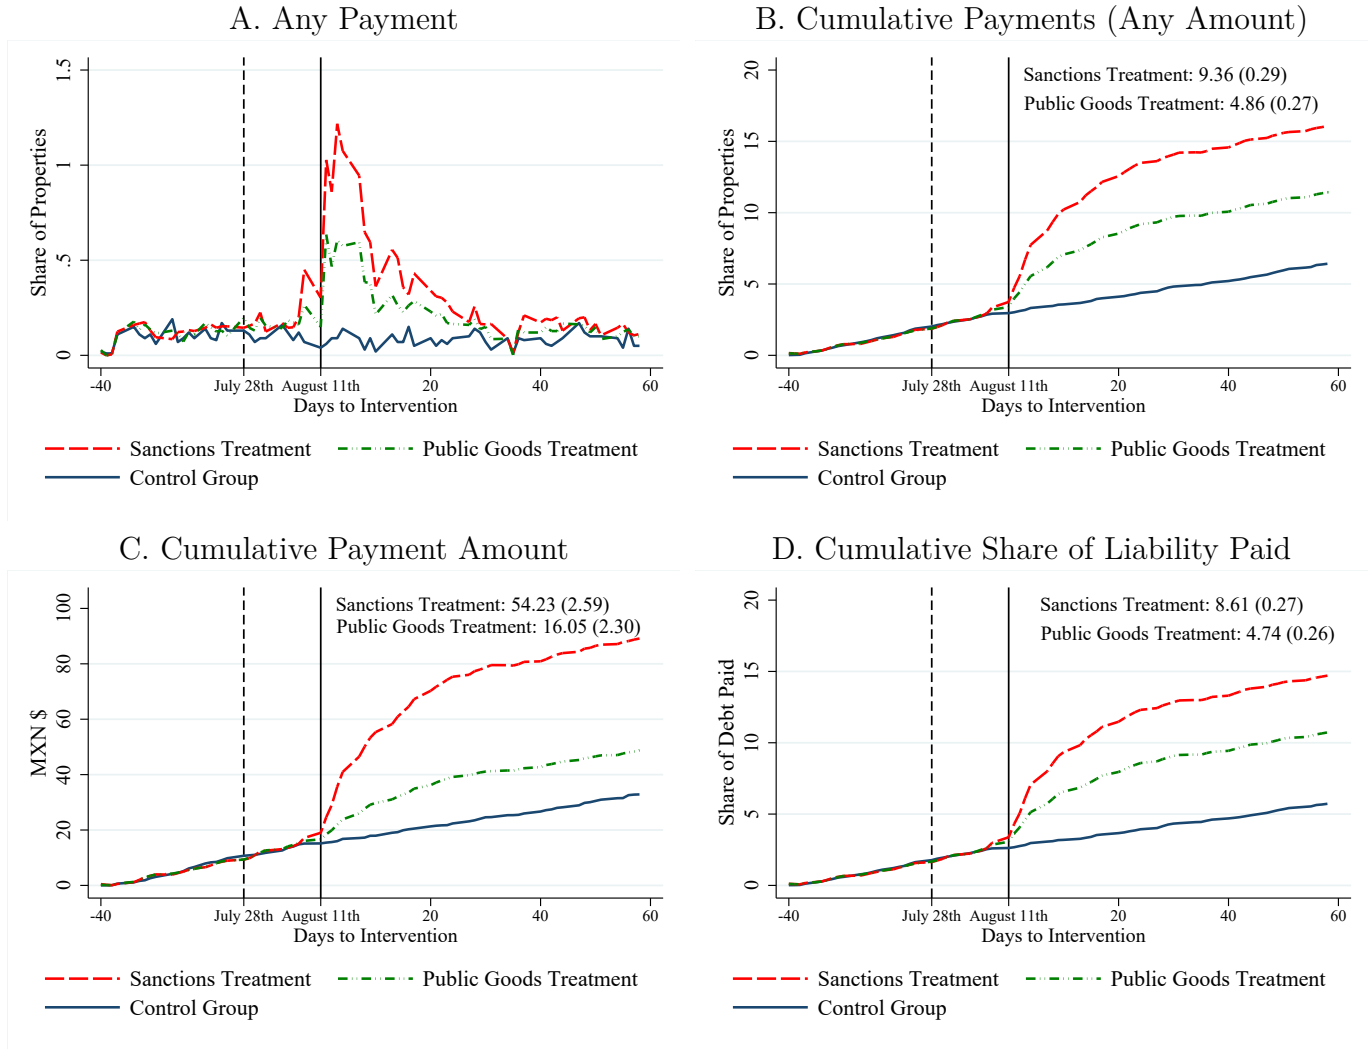 A. Any Payment
Share of Properties
1.5
1
.5
0
-40
July 28th
August 11th
20
40
60
Days to Intervention
Sanctions Treatment
Public Goods Treatment
Control Group
B. Cumulative Payments (Any Amount)
Sanctions Treatment: 9.36 (0.29)
Public Goods Treatment: 4.86 (0.27)
Share of Properties
20
15
10
5
0
-40
July 28th
August 11th
20
40
60
Days to Intervention
Sanctions Treatment
Public Goods Treatment
Control Group
C. Cumulative Payment Amount
Sanctions Treatment: 54.23 (2.59)
Public Goods Treatment: 16.05 (2.30)
MXN $
100
80
60
40
20
0
-40
July 28th
August 11th
20
40
60
Days to Intervention
Sanctions Treatment
Public Goods Treatment
Control Group
D. Cumulative Share of Liability Paid
Sanctions Treatment: 8.61 (0.27)
Public Goods Treatment: 4.74 (0.26)
Share of Debt Paid
20
15
10
5
0
-40
July 28th
August 11th
20
40
60
Days to Intervention
Sanctions Treatment
Public Goods Treatment
Control Group